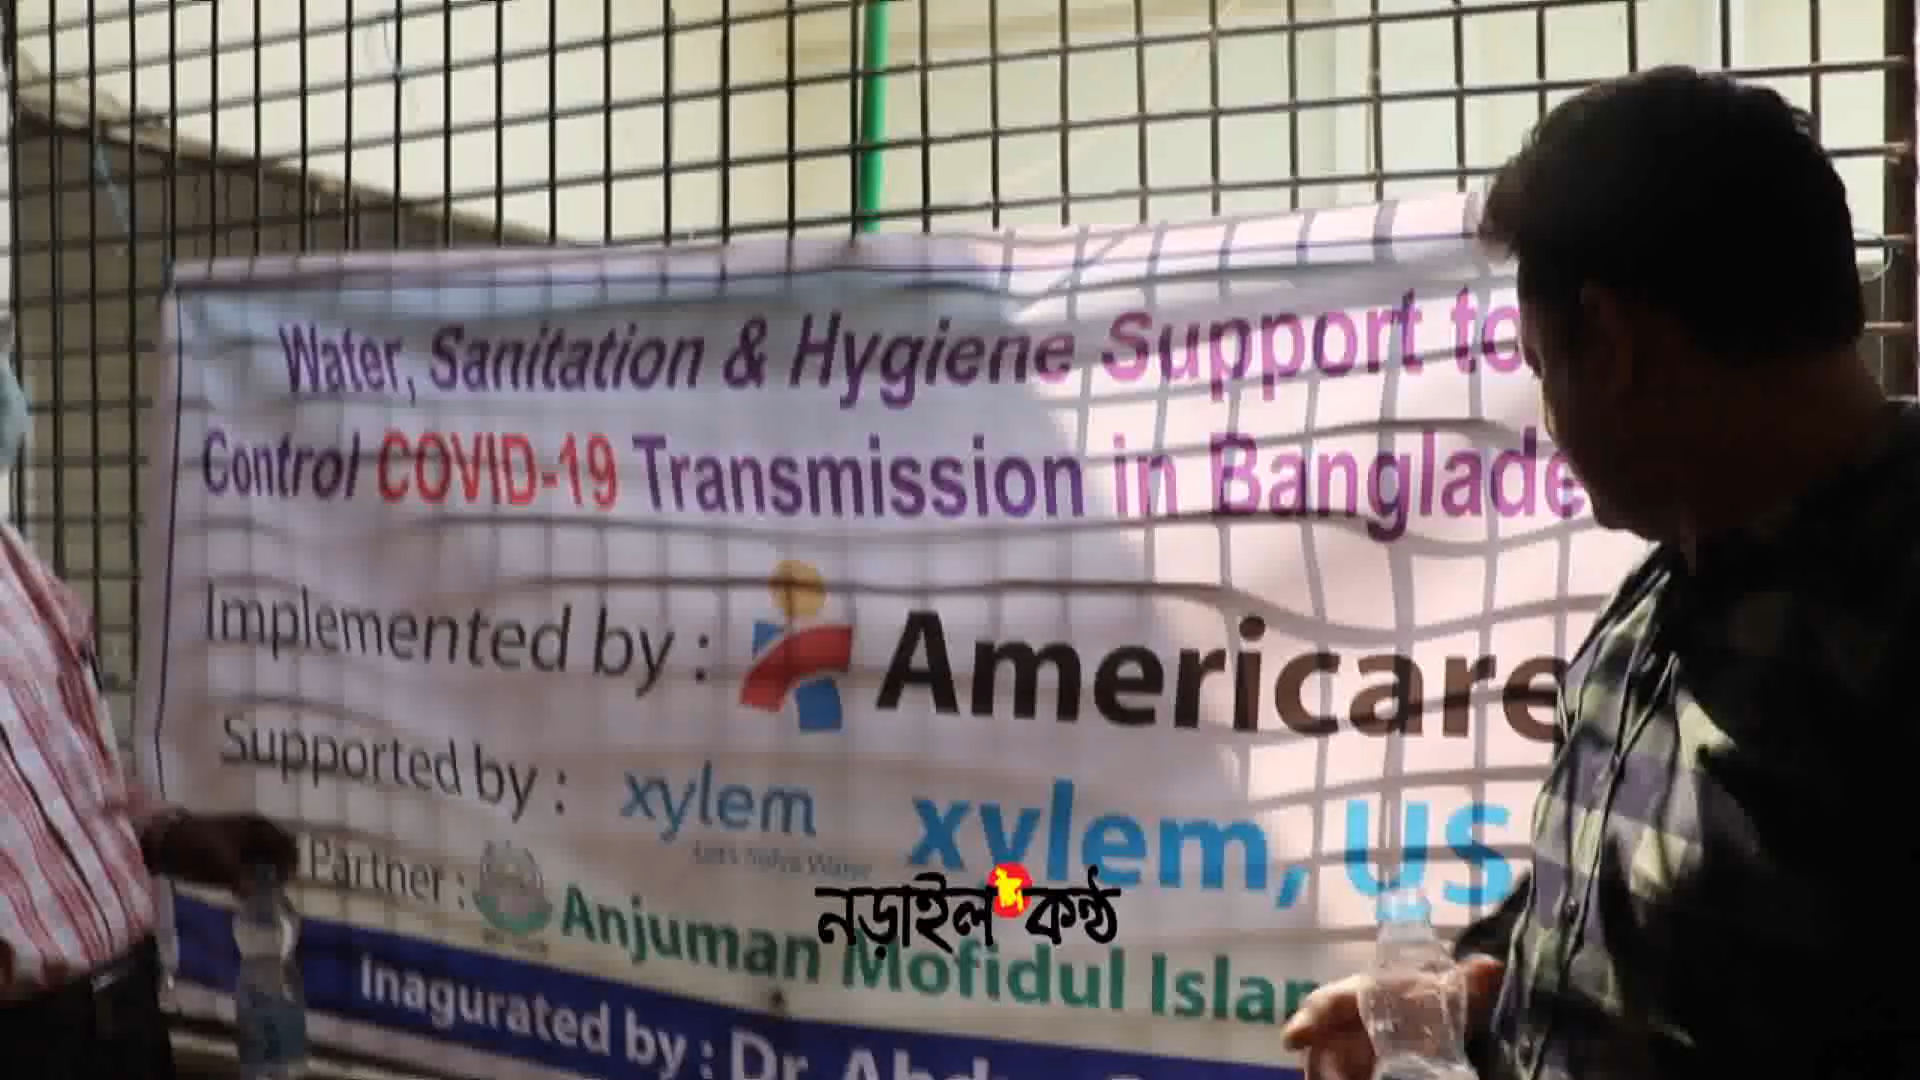 Water, Sanitation & Hygiene Support to
Control COVID-19 Transmission in Banglade
Implemented by : Americare
Supported by : xylem xylem, US
Let's Solve Water
Partner : Anjuman Mofidul Islam
নড়াইল কণ্ঠ
Inagurated by : Dr.